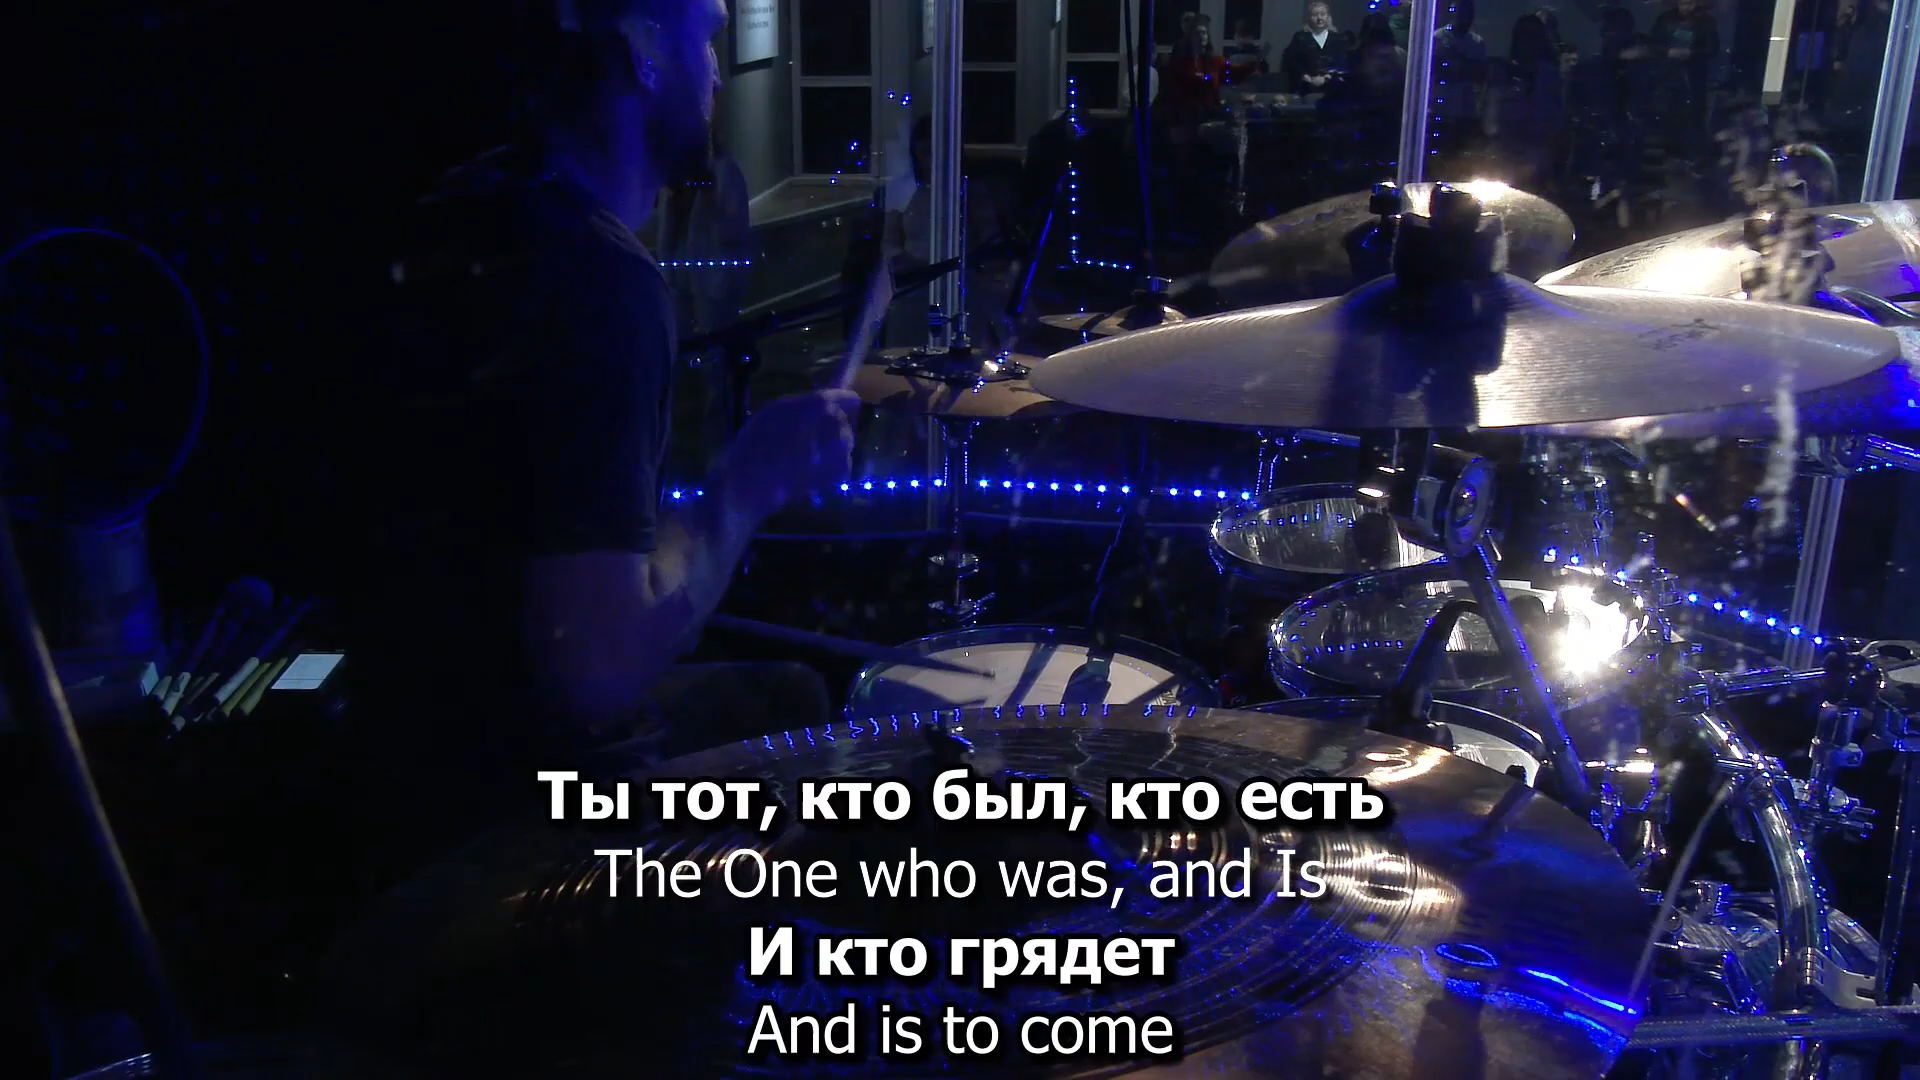 Ты тот, кто был, кто есть
The One who was, and Is
И кто грядет
And is to come